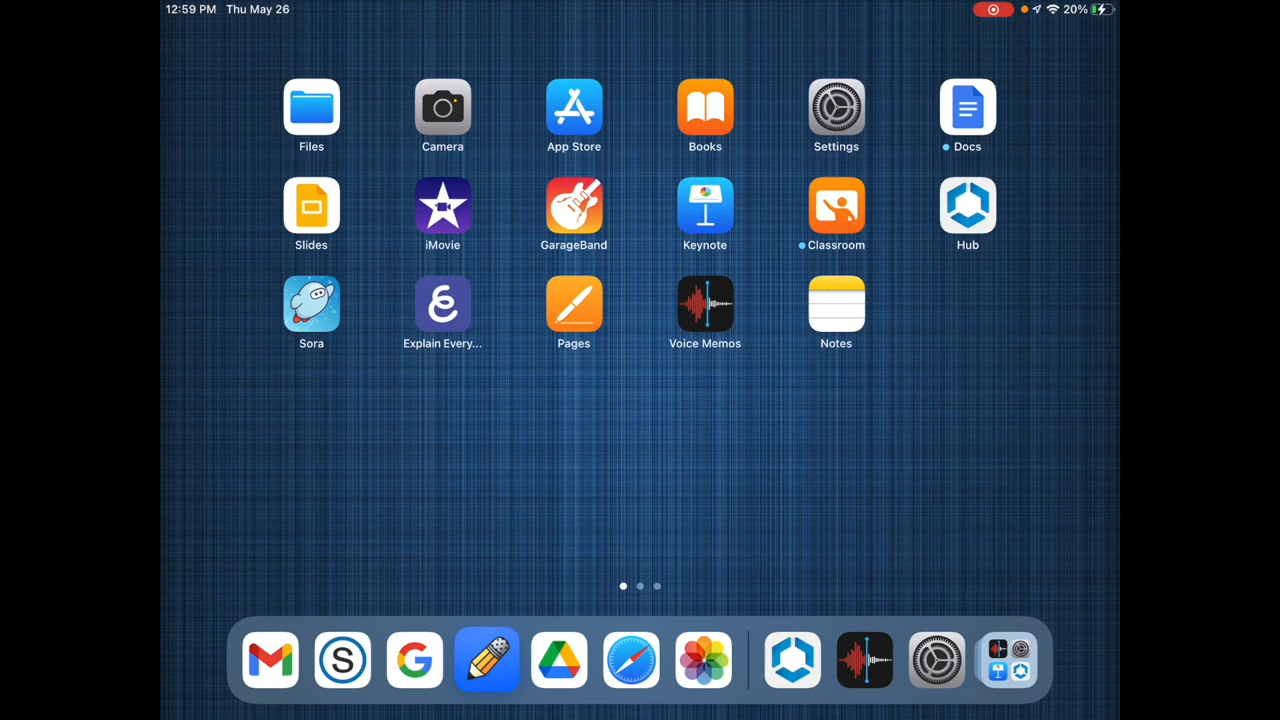 12:59 PM Thu May 26 20%
Files Camera App Store Books Settings Docs
Slides iMovie GarageBand Keynote Classroom Hub
Sora Explain Every... Pages Voice Memos Notes
S G